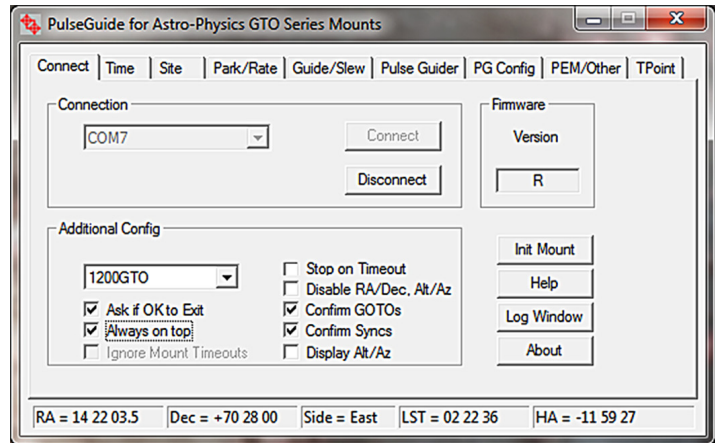 PulseGuide for Astro-Physics GTO Series Mounts
Connect Time Site Park/Rate Guide/Slew Pulse Guider PG Config PEM/Other TPoint
Connection
COM7
Connect
Disconnect
Firmware
Version
R
Additional Config
1200GTO
Ask if OK to Exit
Always on top
Ignore Mount Timeouts
Stop on Timeout
Disable RA/Dec, Alt/Az
Confirm GOTOs
Confirm Syncs
Display Alt/Az
Init Mount
Help
Log Window
About
RA = 14 22 03.5 Dec = +70 28 00 Side = East LST = 02 22 36 HA = -11 59 27